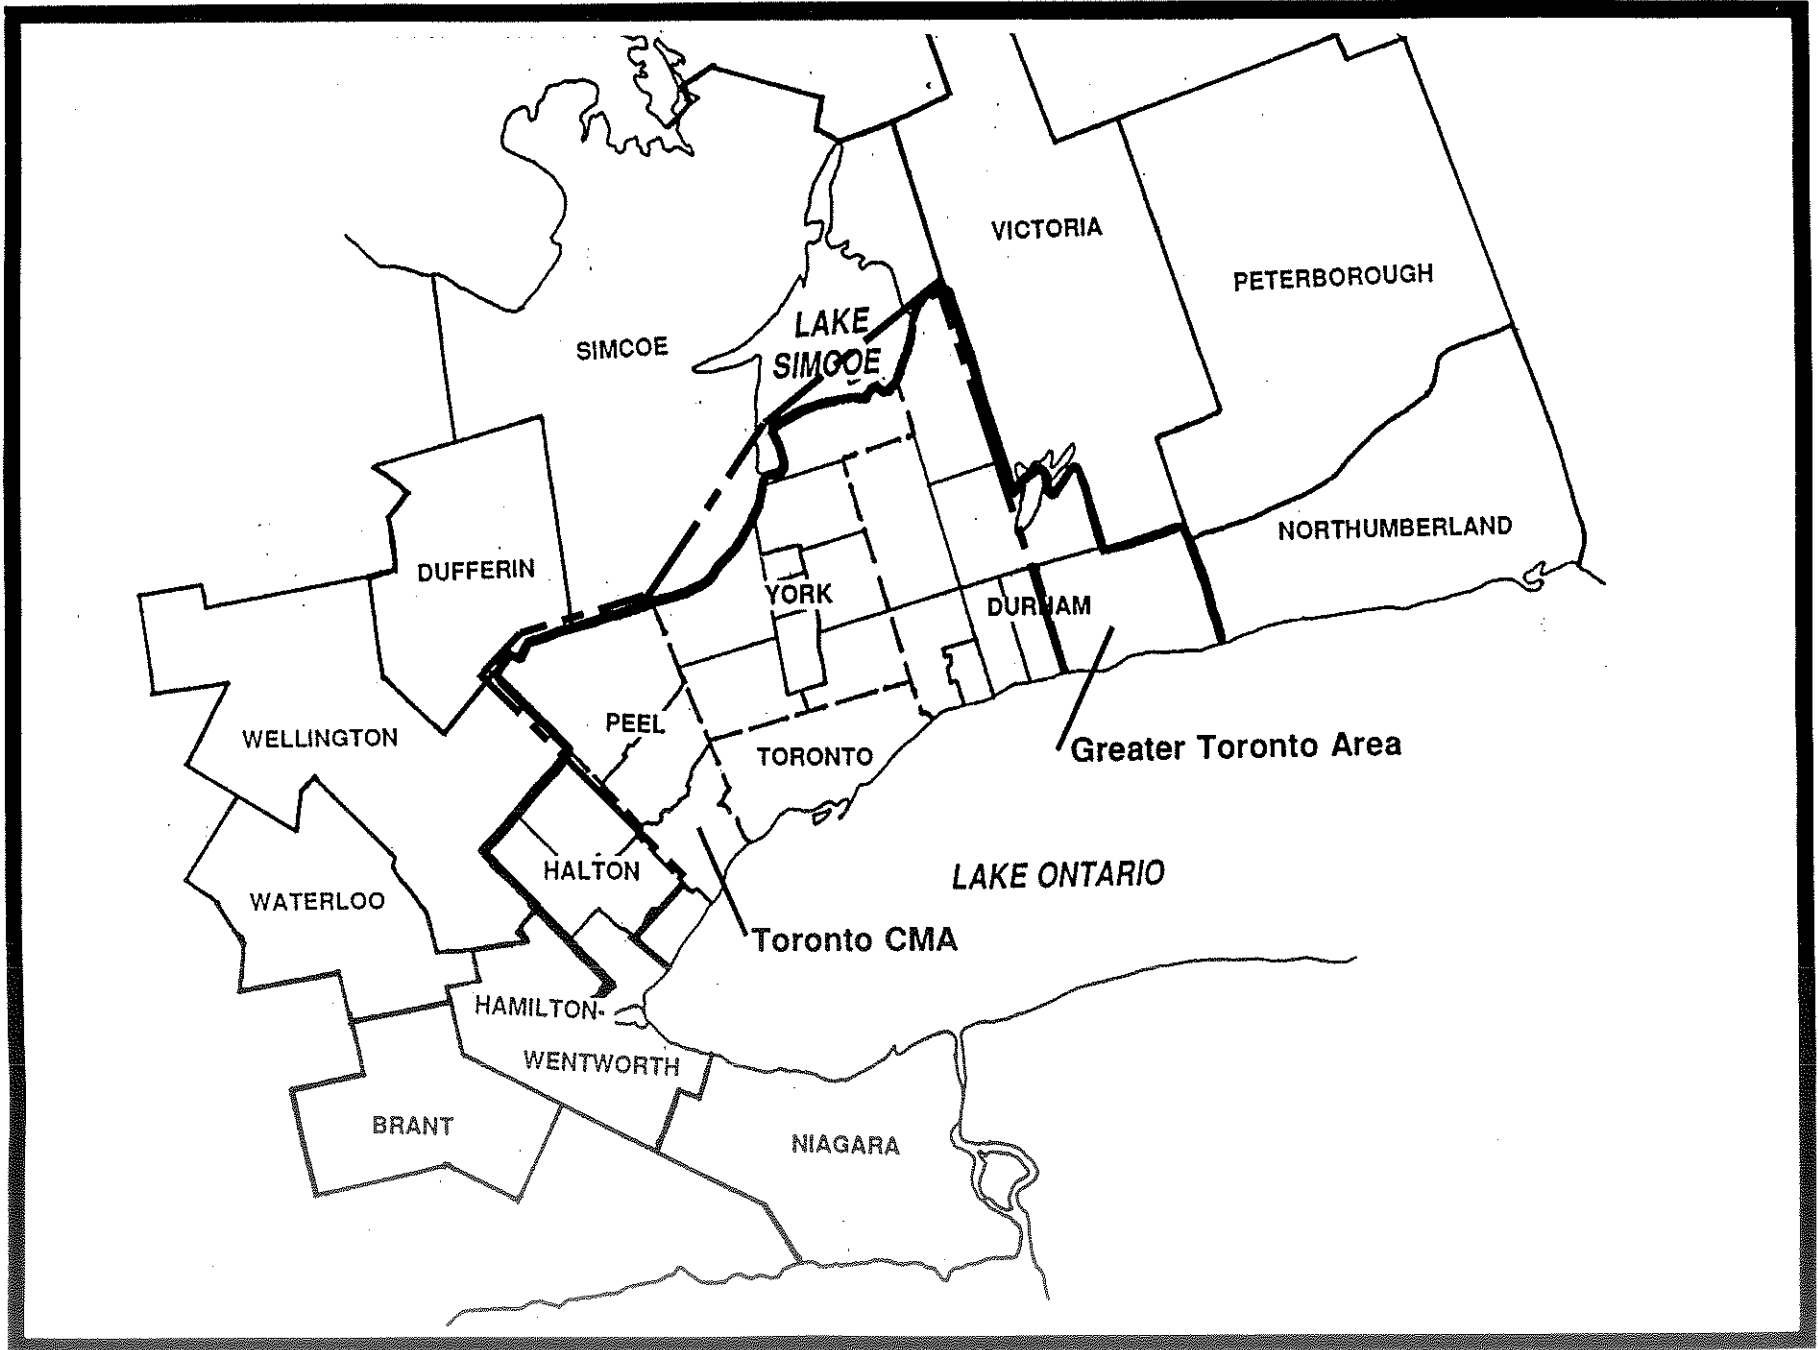 VICTORIA
PETERBOROUGH
LAKE
SIMCOE
SIMCOE
NORTHUMBERLAND
DUFFERIN
YORK
DURHAM
PEEL
WELLINGTON
TORONTO
Greater Toronto Area
HALTON
LAKE ONTARIO
WATERLOO
Toronto CMA
HAMILTON-
WENTWORTH
BRANT
NIAGARA